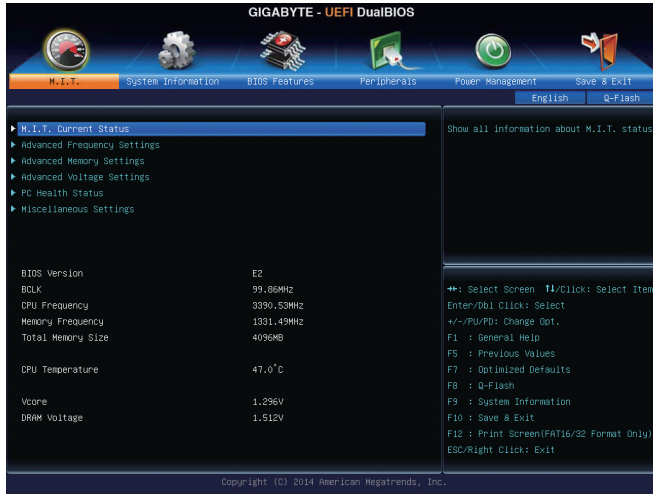 GIGABYTE - UEFI DualBIOS
M.I.T.
System Information
BIOS Features
Peripherals
Power Management
Save & Exit
English
Q-Flash
M.I.T. Current Status
Advanced Frequency Settings
Advanced Memory Settings
Advanced Voltage Settings
PC Health Status
Miscellaneous Settings
Show all information about M.I.T. status
BIOS Version E2
BCLK 99.86MHz
CPU Frequency 3390.53MHz
Memory Frequency 1331.49MHz
Total Memory Size 4096MB
CPU Temperature 47.0°C
Vcore 1.296V
DRAM Voltage 1.512V
→←: Select Screen ↑↓/Click: Select Item
Enter/Dbl Click: Select
+/-/PU/PD: Change Opt.
F1 : General Help
F5 : Previous Values
F7 : Optimized Defaults
F8 : Q-Flash
F9 : System Information
F10 : Save & Exit
F12 : Print Screen(FAT16/32 Format Only)
ESC/Right Click: Exit
Copyright (C) 2014 American Megatrends, Inc.